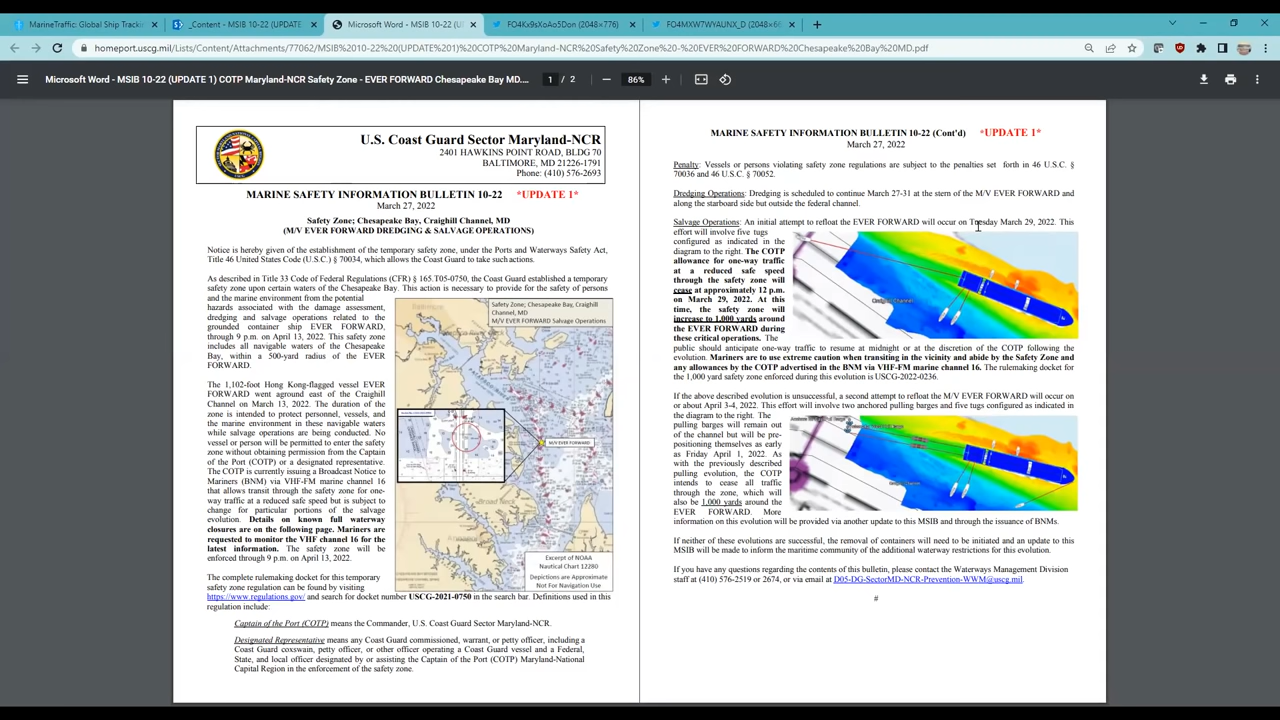 MarineTraffic: Global Ship Tracki
_Content - MSIB 10-22 (UPDATE
Microsoft Word - MSIB 10-22 (U
FO4Kx9sXoAo5Don (2048×776)
FO4MXW7WYAUNX_D (2048×66
homeport.uscg.mil/Lists/Content/Attachments/77062/MSIB%2010-22%20(UPDATE%201)%20COTP%20Maryland-NCR%20Safety%20Zone%20-%20EVER%20FORWARD%20Chesapeake%20Bay%20MD.pdf
Microsoft Word - MSIB 10-22 (UPDATE 1) COTP Maryland-NCR Safety Zone - EVER FORWARD Chesapeake Bay MD....
1 / 2
86%
U.S. Coast Guard Sector Maryland-NCR
2401 HAWKINS POINT ROAD, BLDG 70
BALTIMORE, MD 21226-1791
Phone: (410) 576-2693
MARINE SAFETY INFORMATION BULLETIN 10-22 *UPDATE 1*
March 27, 2022
Safety Zone; Chesapeake Bay, Craighill Channel, MD
(M/V EVER FORWARD DREDGING & SALVAGE OPERATIONS)
Notice is hereby given of the establishment of the temporary safety zone, under the Ports and Waterways Safety Act,
Title 46 United States Code (U.S.C.) § 70034, which allows the Coast Guard to take such actions.
As described in Title 33 Code of Federal Regulations (CFR) § 165.T05-0750, the Coast Guard established a temporary
safety zone upon certain waters of the Chesapeake Bay. This action is necessary to provide for the safety of persons
and the marine environment from the potential
hazards associated with the damage assessment,
dredging and salvage operations related to the
grounded container ship EVER FORWARD,
through 9 p.m. on April 13, 2022. This safety zone
includes all navigable waters of the Chesapeake
Bay, within a 500-yard radius of the EVER
FORWARD.
The 1,102-foot Hong Kong-flagged vessel EVER
FORWARD went aground east of the Craighill
Channel on March 13, 2022. The duration of the
zone is intended to protect personnel, vessels, and
the marine environment in these navigable waters
while salvage operations are being conducted. No
vessel or person will be permitted to enter the safety
zone without obtaining permission from the Captain
of the Port (COTP) or a designated representative.
The COTP is currently issuing a Broadcast Notice to
Mariners (BNM) via VHF-FM marine channel 16
that allows transit through the safety zone for one-
way traffic at a reduced safe speed but is subject to
change for particular portions of the salvage
evolution. Details on known full waterway
closures are on the following page. Mariners are
requested to monitor the VHF channel 16 for the
latest information. The safety zone will be
enforced through 9 p.m. on April 13, 2022.
Safety Zone; Chesapeake Bay, Craighill
Channel, MD
M/V EVER FORWARD Salvage Operations
M/V EVER FORWARD
Broad Neck
Excerpt of NOAA
Nautical Chart 12280
Depictions are Approximate
Not For Navigation Use
The complete rulemaking docket for this temporary
safety zone regulation can be found by visiting
https://www.regulations.gov/ and search for docket number USCG-2021-0750 in the search bar. Definitions used in this
regulation include:
Captain of the Port (COTP) means the Commander, U.S. Coast Guard Sector Maryland-NCR.
Designated Representative means any Coast Guard commissioned, warrant, or petty officer, including a
Coast Guard coxswain, petty officer, or other officer operating a Coast Guard vessel and a Federal,
State, and local officer designated by or assisting the Captain of the Port (COTP) Maryland-National
Capital Region in the enforcement of the safety zone.
MARINE SAFETY INFORMATION BULLETIN 10-22 (Cont'd) *UPDATE 1*
March 27, 2022
Penalty: Vessels or persons violating safety zone regulations are subject to the penalties set forth in 46 U.S.C. §
70036 and 46 U.S.C. § 70052.
Dredging Operations: Dredging is scheduled to continue March 27-31 at the stern of the M/V EVER FORWARD and
along the starboard side but outside the federal channel.
Salvage Operations: An initial attempt to refloat the EVER FORWARD will occur on Tuesday March 29, 2022. This
effort will involve five tugs
configured as indicated in the
diagram to the right. The COTP
allowance for one-way traffic
at a reduced safe speed
through the safety zone will
cease at approximately 12 p.m.
on March 29, 2022. At this
time, the safety zone will
increase to 1,000 yards around
the EVER FORWARD during
these critical operations. The
Craighill Channel
public should anticipate one-way traffic to resume at midnight or at the discretion of the COTP following the
evolution. Mariners are to use extreme caution when transiting in the vicinity and abide by the Safety Zone and
any allowances by the COTP advertised in the BNM via VHF-FM marine channel 16. The rulemaking docket for
the 1,000 yard safety zone enforced during this evolution is USCG-2022-0236.
If the above described evolution is unsuccessful, a second attempt to refloat the M/V EVER FORWARD will occur on
or about April 3-4, 2022. This effort will involve two anchored pulling barges and five tugs configured as indicated in
the diagram to the right. The
pulling barges will remain out
of the channel but will be pre-
positioning themselves as early
as Friday April 1, 2022. As
with the previously described
pulling evolution, the COTP
intends to cease all traffic
through the zone, which will
also be 1,000 yards around the
EVER FORWARD. More
information on this evolution will be provided via another update to this MSIB and through the issuance of BNMs.
If neither of these evolutions are successful, the removal of containers will need to be initiated and an update to this
MSIB will be made to inform the maritime community of the additional waterway restrictions for this evolution.
If you have any questions regarding the contents of this bulletin, please contact the Waterways Management Division
staff at (410) 576-2519 or 2674, or via email at D05-DG-SectorMD-NCR-Prevention-WWM@uscg.mil.
#